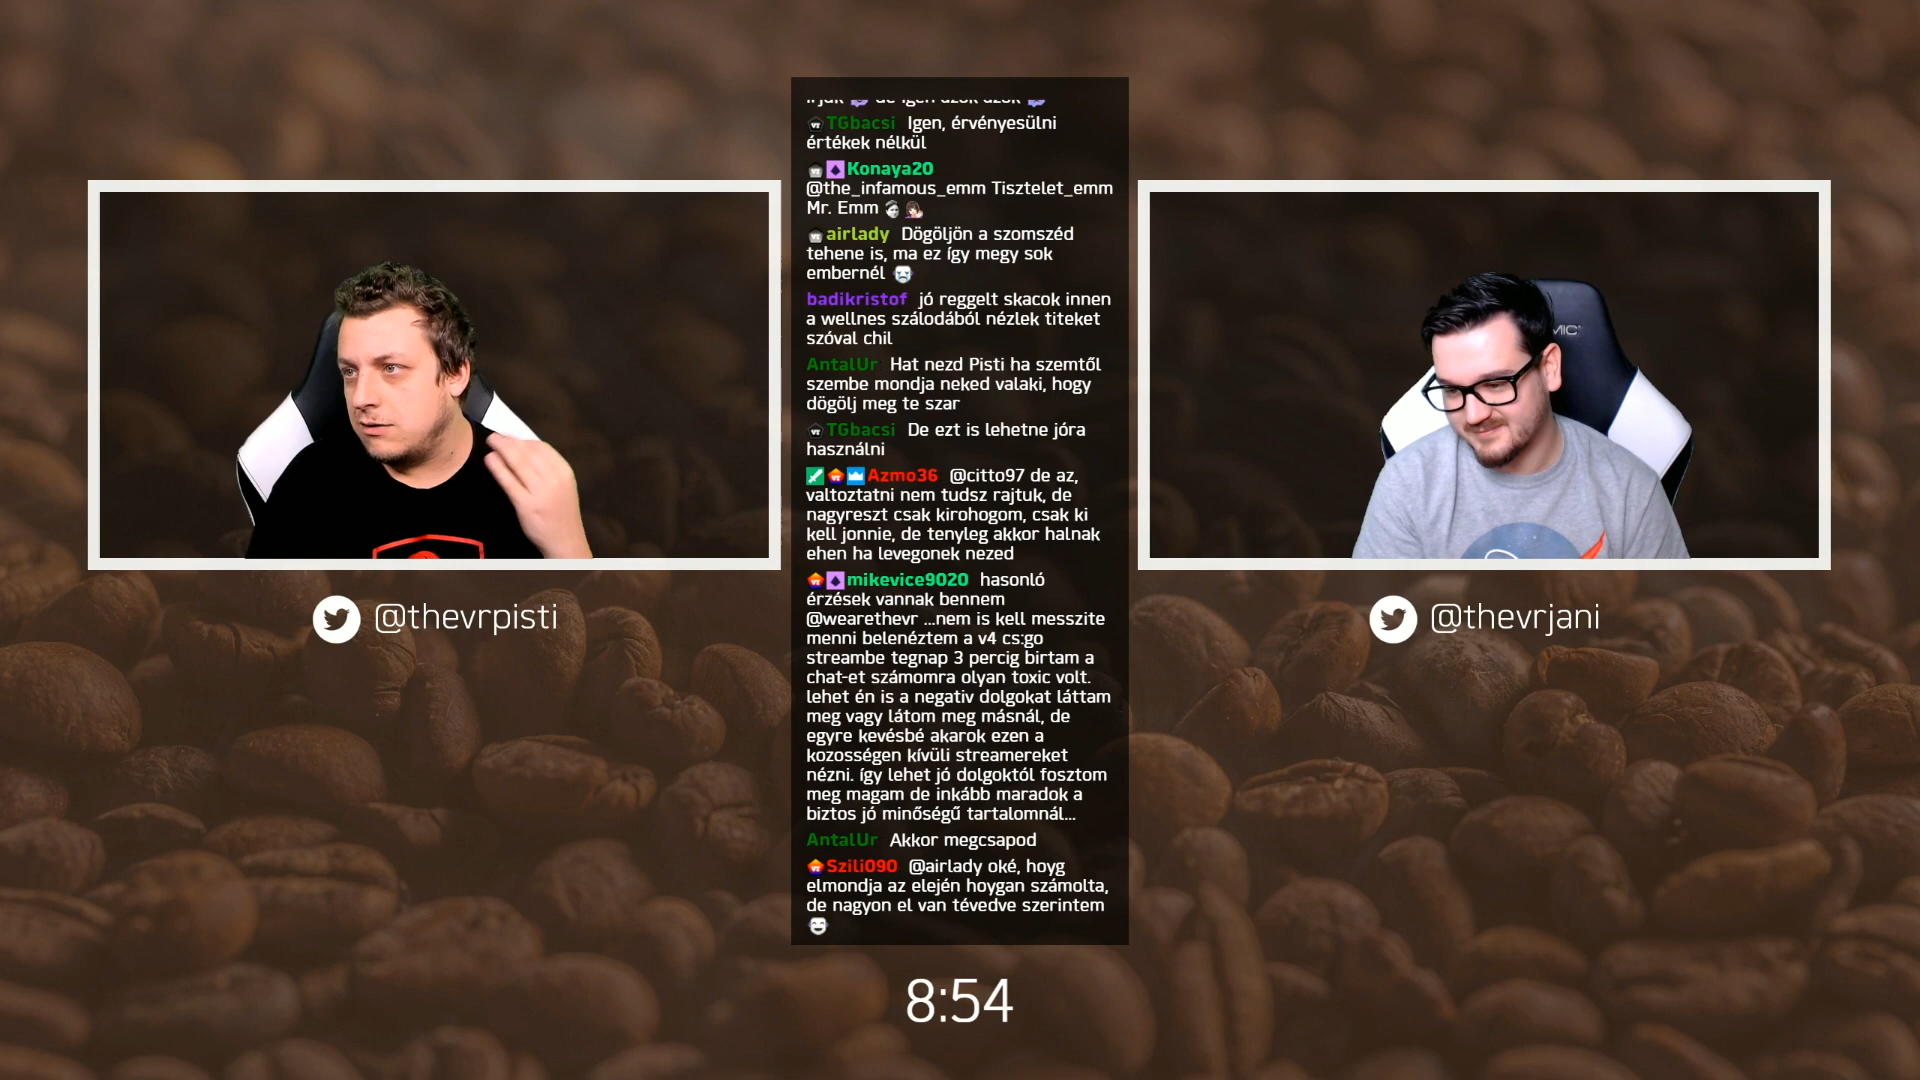 írják de igen azok azok
TGbacsi Igen, érvényesülni
értékek nélkül
Konaya20
@the_infamous_emm Tisztelet_emm
Mr. Emm
airlady Dögöljön a szomszéd
tehene is, ma ez így megy sok
embernél
badikristof jó reggelt skacok innen
a wellnes szálodából nézlek titeket
szóval chil
AntalUr Hat nezd Pisti ha szemtől
szembe mondja neked valaki, hogy
dögölj meg te szar
TGbacsi De ezt is lehetne jóra
használni
Azmo36 @citto97 de az,
valtoztatni nem tudsz rajtuk, de
nagyreszt csak kirohogom, csak ki
kell jonnie, de tenyleg akkor halnak
ehen ha levegonek nezed
mikevice9020 hasonló
érzések vannak bennem
@wearethevr ...nem is kell messzite
menni belenéztem a v4 cs:go
streambe tegnap 3 percig birtam a
chat-et számomra olyan toxic volt.
lehet én is a negativ dolgokat láttam
meg vagy látom meg másnál, de
egyre kevésbé akarok ezen a
kozosségen kívüli streamereket
nézni. így lehet jó dolgoktól fosztom
meg magam de inkább maradok a
biztos jó minőségű tartalomnál...
AntalUr Akkor megcsapod
Szili090 @airlady oké, hoyg
elmondja az elején hoygan számolta,
de nagyon el van tévedve szerintem
@thevrpisti
@thevrjani
8:54